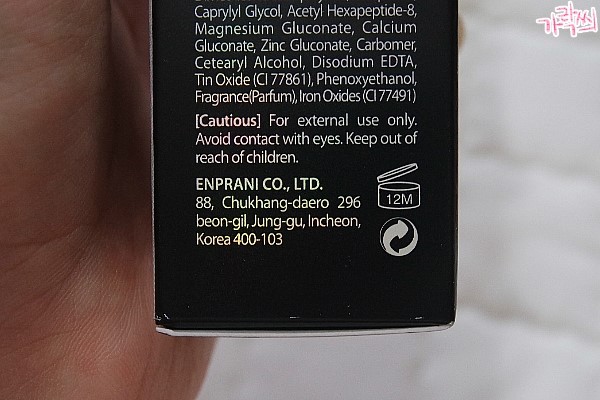 가락찌
Caprylyl Glycol, Acetyl Hexapeptide-8,
Magnesium Gluconate, Calcium
Gluconate, Zinc Gluconate, Carbomer,
Cetearyl Alcohol, Disodium EDTA,
Tin Oxide (CI 77861), Phenoxyethanol,
Fragrance(Parfum), Iron Oxides (CI 77491)
[Cautious] For external use only.
Avoid contact with eyes. Keep out of
reach of children.
ENPRANI CO., LTD.
88, Chukhang-daero 296
beon-gil, Jung-gu, Incheon,
Korea 400-103
12M